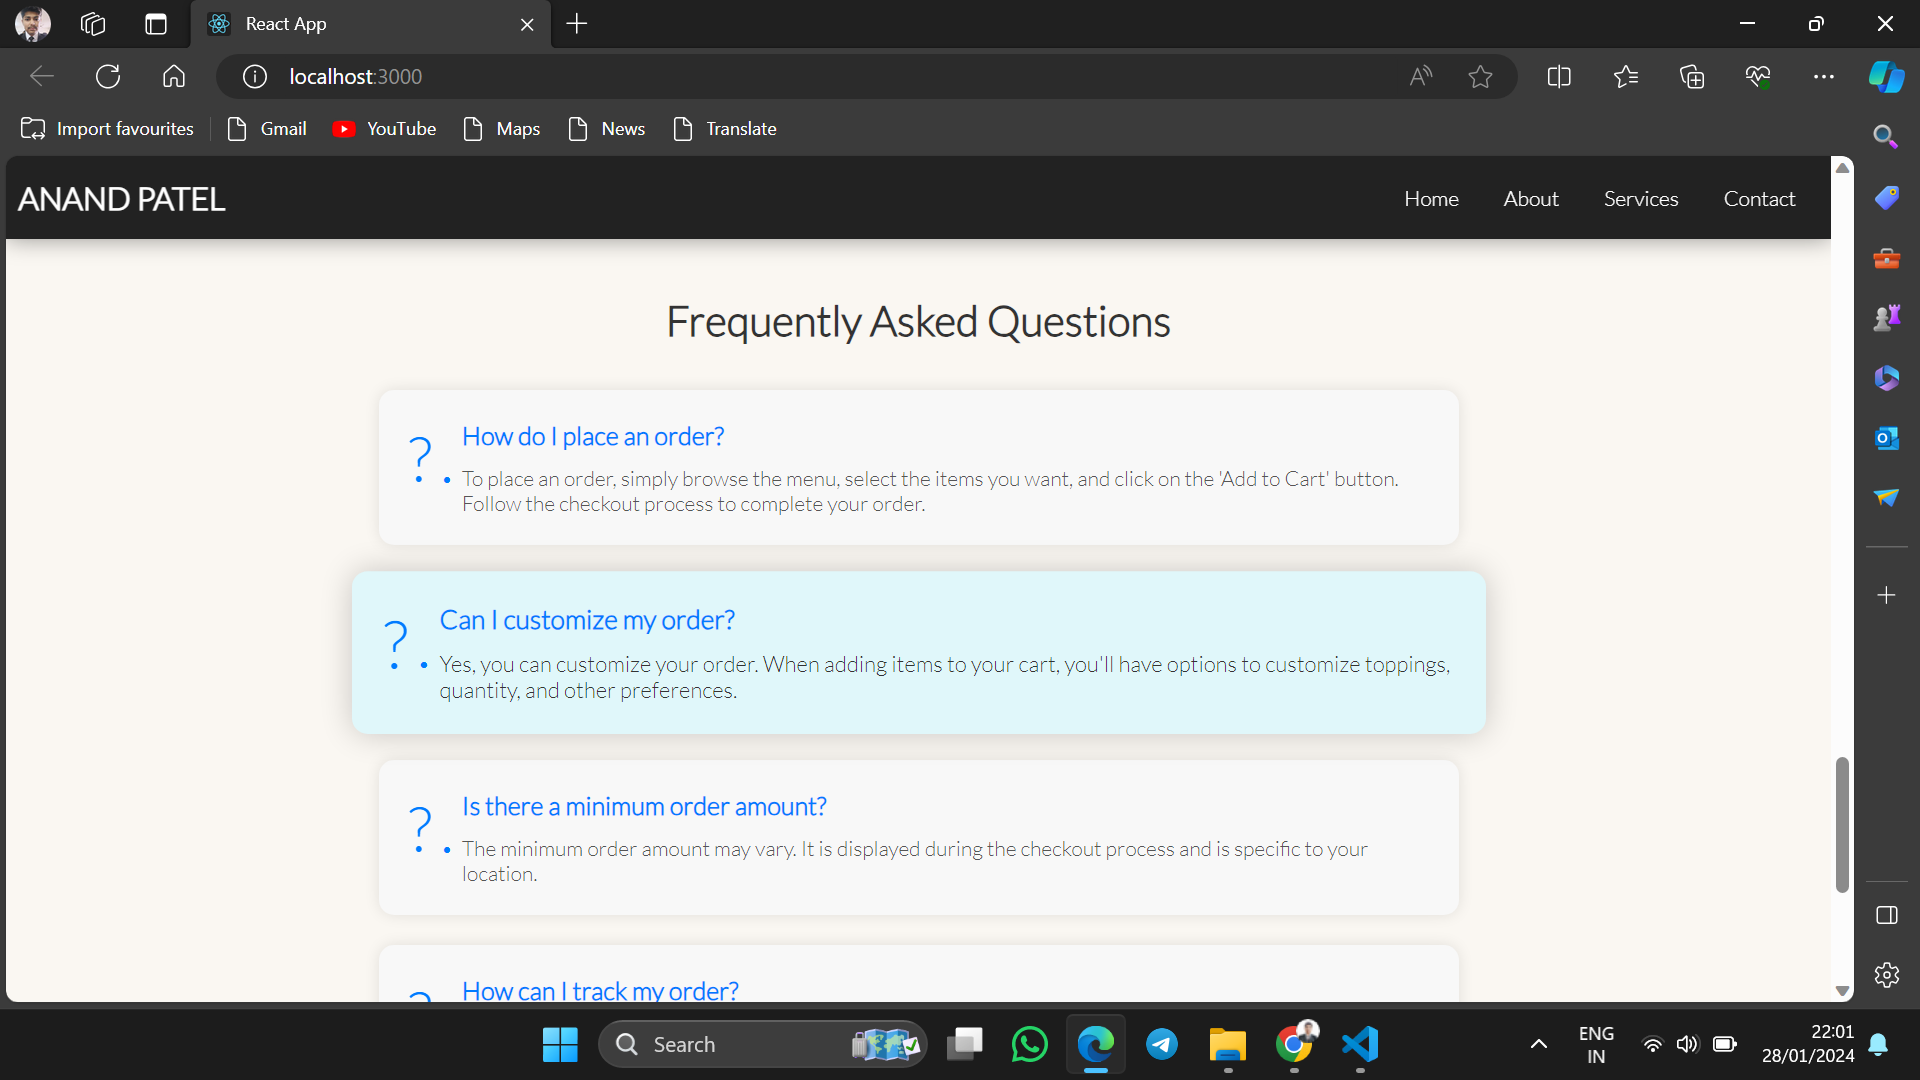 React App
localhost:3000
Import favourites
Gmail
YouTube
Maps
News
Translate
ANAND PATEL
Home
About
Services
Contact
Frequently Asked Questions
?
How do I place an order?
• To place an order, simply browse the menu, select the items you want, and click on the 'Add to Cart' button.
Follow the checkout process to complete your order.
?
Can I customize my order?
• Yes, you can customize your order. When adding items to your cart, you'll have options to customize toppings,
quantity, and other preferences.
?
Is there a minimum order amount?
• The minimum order amount may vary. It is displayed during the checkout process and is specific to your
location.
How can I track my order?
Search
ENG
IN
22:01
28/01/2024